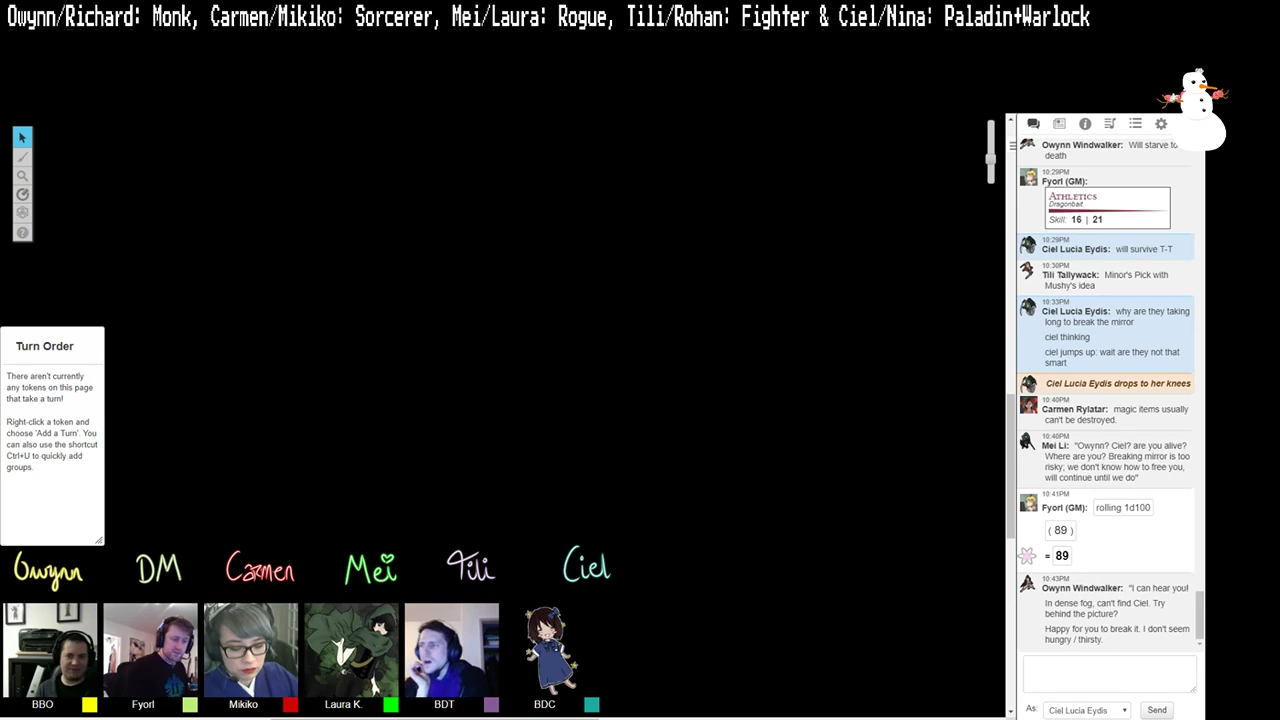 Owynn/Richard: Monk, Carmen/Mikiko: Sorcerer, Mei/Laura: Rogue, Tili/Rohan: Fighter & Ciel/Nina: Paladin+Warlock
Owynn Windwalker: Will starve to
death
10:29PM
Fyorl (GM):
ATHLETICS
Dragonbait
Skill: 16 | 21
10:29PM
Ciel Lucia Eydis: will survive T-T
10:30PM
Tili Tallywack: Minor's Pick with
Mushy's idea
10:33PM
Ciel Lucia Eydis: why are they taking
long to break the mirror
ciel thinking
ciel jumps up: wait are they not that
smart
Ciel Lucia Eydis drops to her knees
10:40PM
Carmen Rylatar: magic items usually
can't be destroyed.
10:40PM
Mei Li: "Owynn? Ciel? are you alive?
Where are you? Breaking mirror is too
risky; we don't know how to free you,
will continue until we do"
10:41PM
Fyorl (GM): rolling 1d100
( 89 )
= 89
10:43PM
Owynn Windwalker: "I can hear you!
In dense fog, can't find Ciel. Try
behind the picture?
Happy for you to break it. I don't seem
hungry / thirsty.
As: Ciel Lucia Eydis Send
Turn Order
There aren't currently
any tokens on this page
that take a turn!
Right-click a token and
choose 'Add a Turn'. You
can also use the shortcut
Ctrl+U to quickly add
groups.
Owynn DM Carmen Mei Tili Ciel
BBO Fyorl Mikiko Laura K. BDT BDC